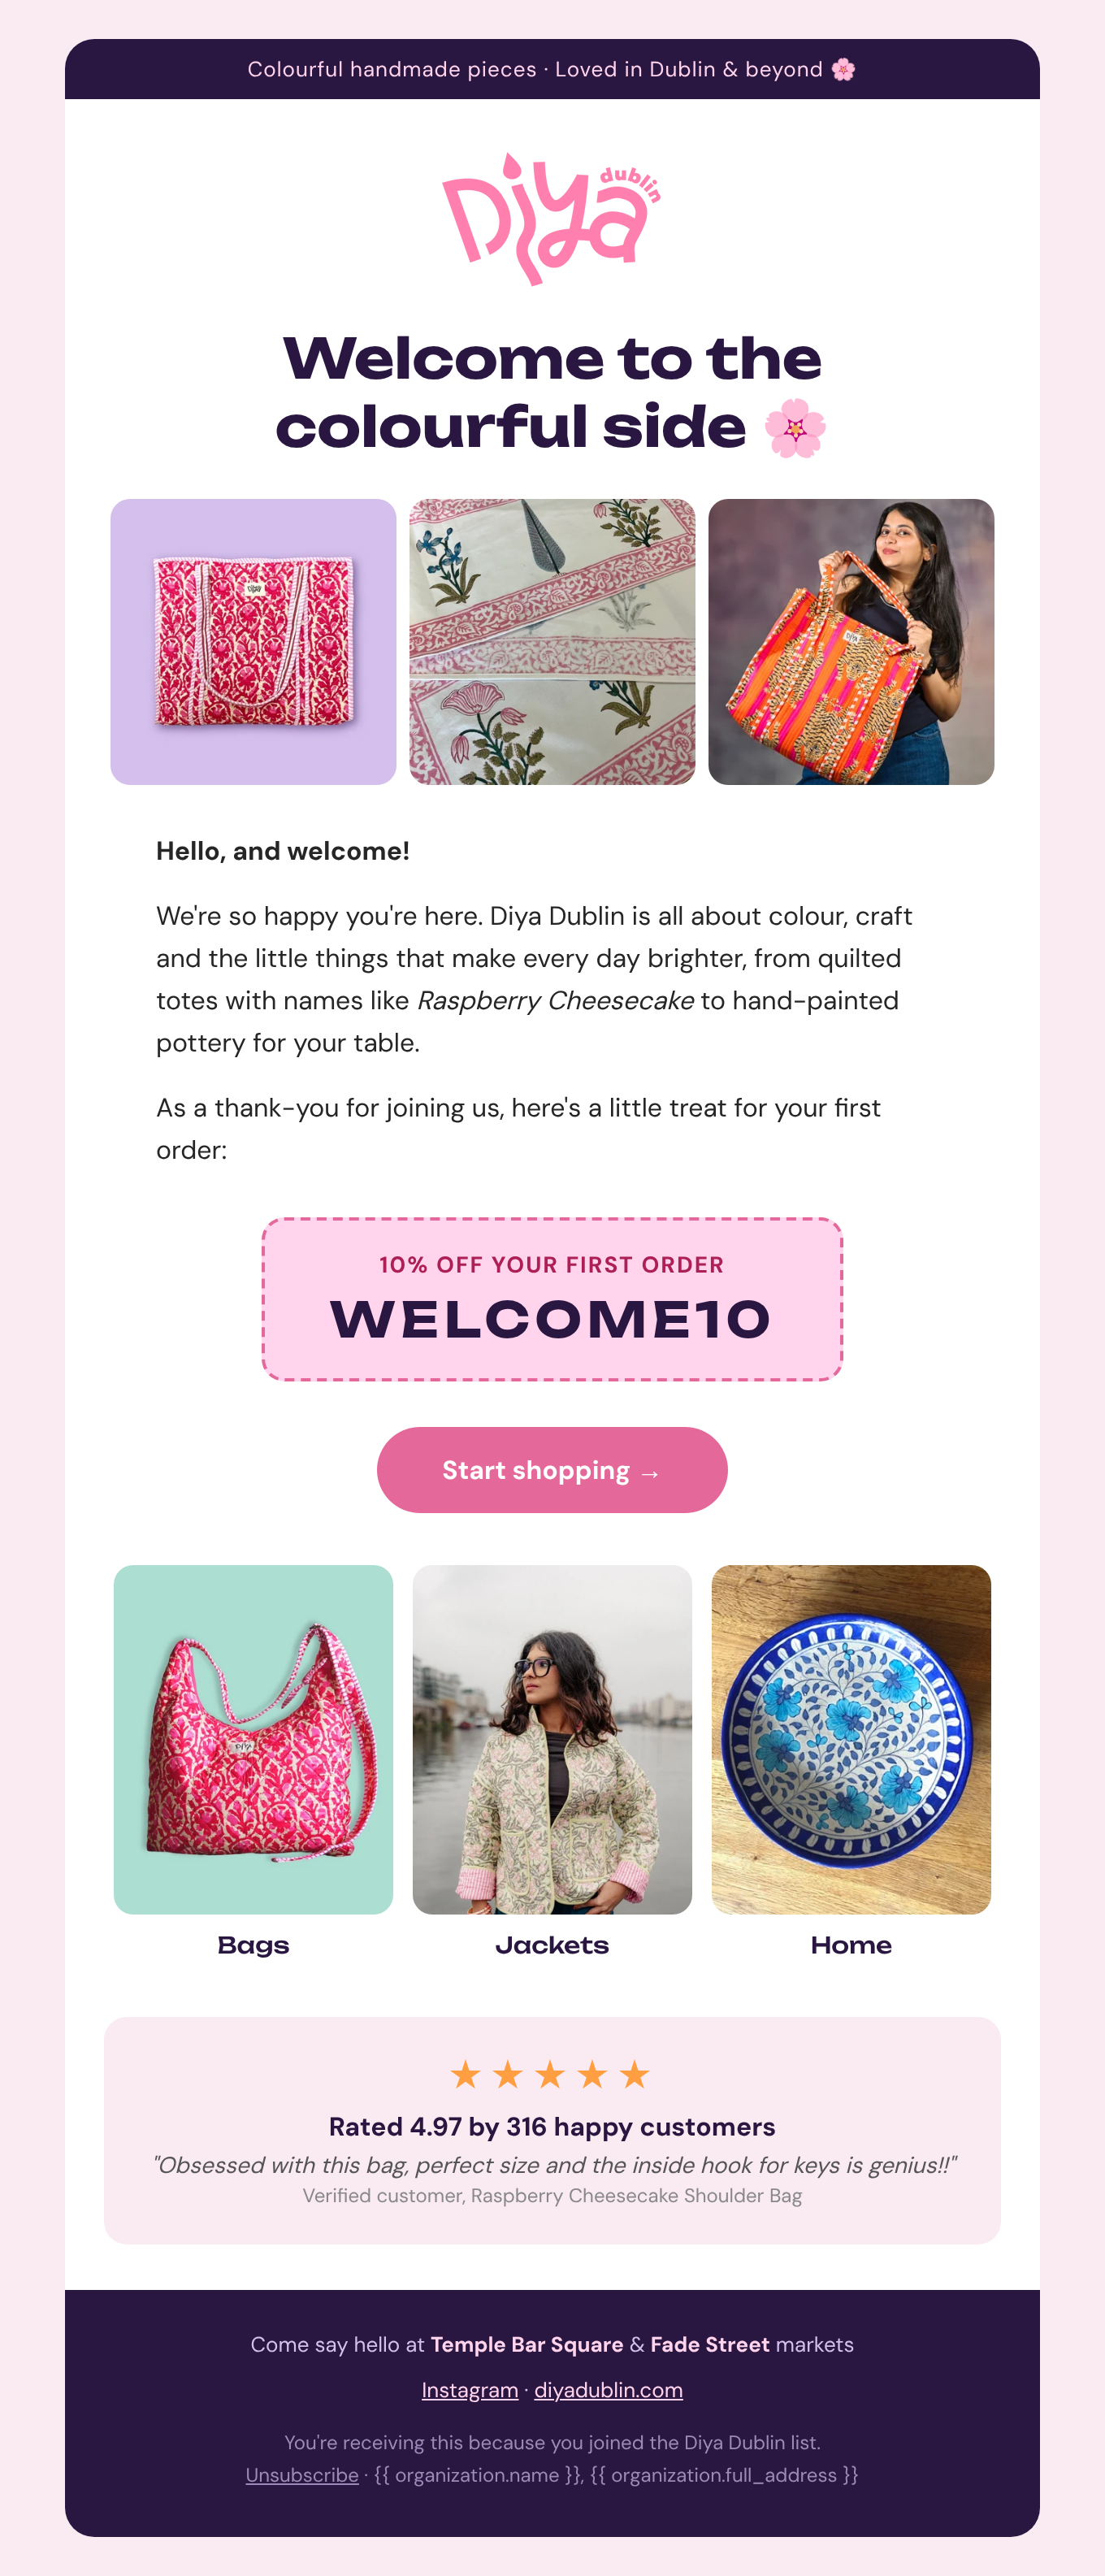 Colourful handmade pieces · Loved in Dublin & beyond 🌸
Diya dublin
Welcome to the
colourful side 🌸
Diya
DIYA
Hello, and welcome!
We're so happy you're here. Diya Dublin is all about colour, craft
and the little things that make every day brighter, from quilted
totes with names like Raspberry Cheesecake to hand-painted
pottery for your table.
As a thank-you for joining us, here's a little treat for your first
order:
10% OFF YOUR FIRST ORDER
WELCOME10
Start shopping →
DIYA
Bags
Jackets
Home
★★★★★
Rated 4.97 by 316 happy customers
"Obsessed with this bag, perfect size and the inside hook for keys is genius!!"
Verified customer, Raspberry Cheesecake Shoulder Bag
Come say hello at Temple Bar Square & Fade Street markets
Instagram · diyadublin.com
You're receiving this because you joined the Diya Dublin list.
Unsubscribe · {{ organization.name }}, {{ organization.full_address }}